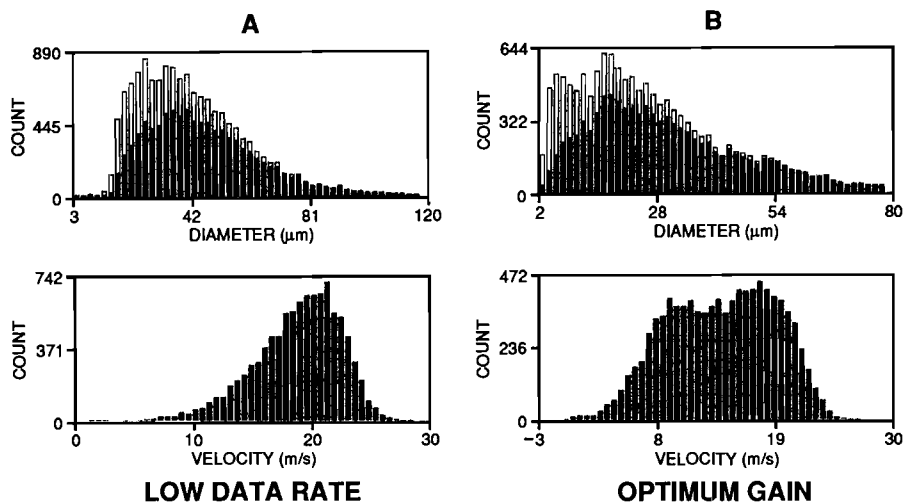 A
890
445
0
COUNT
3 42 81 120
DIAMETER (μm)
742
371
0
COUNT
0 10 20 30
VELOCITY (m/s)
LOW DATA RATE
B
644
322
0
COUNT
2 28 54 80
DIAMETER (μm)
472
236
0
COUNT
−3 8 19 30
VELOCITY (m/s)
OPTIMUM GAIN